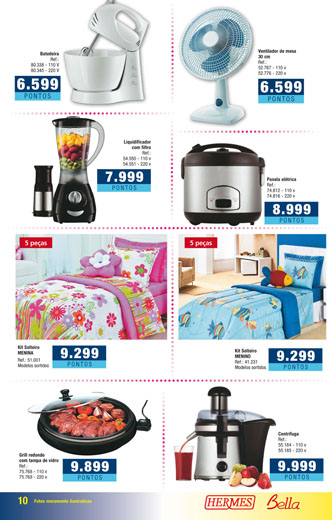 Batedeira
Ref.:
80.338 - 110 v
80.345 - 220 v
6.599
PONTOS
Ventilador de mesa
30 cm
Ref.:
52.767 - 110 v
52.776 - 220 v
6.599
PONTOS
Liquidificador
com filtro
Ref.:
54.550 - 110 v
54.551 - 220 v
7.999
PONTOS
Panela elétrica
Ref.:
74.812 - 110 v
74.816 - 220 v
8.999
PONTOS
5 peças
Kit Solteiro
MENINA
Ref.: 51.001
Modelos sortidos
9.299
PONTOS
5 peças
Kit Solteiro
MENINO
Ref.: 41.231
Modelos sortidos
9.299
PONTOS
Grill redondo
com tampa de vidro
Ref.:
75.768 - 110 v
75.769 - 220 v
9.899
PONTOS
Centrífuga
Ref.:
55.184 - 110 v
55.185 - 220 v
9.999
PONTOS
10
Fotos meramente ilustrativas
HERMES
Bella